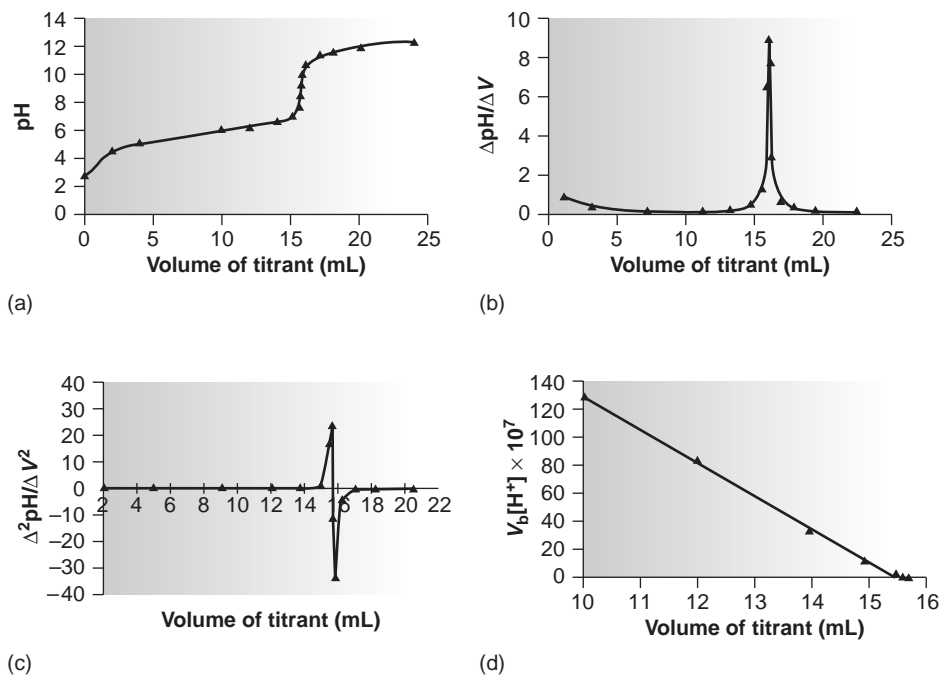 14
12
10
8
6
4
2
0
pH
0 5 10 15 20 25
Volume of titrant (mL)
(a)
10
8
6
4
2
0
ΔpH/ΔV
0 5 10 15 20 25
Volume of titrant (mL)
(b)
40
30
20
10
0
–10
–20
–30
–40
Δ²pH/ΔV²
2 4 6 8 10 12 14 16 18 20 22
Volume of titrant (mL)
(c)
140
120
100
80
60
40
20
0
Vb[H⁺] × 10⁷
10 11 12 13 14 15 16
Volume of titrant (mL)
(d)